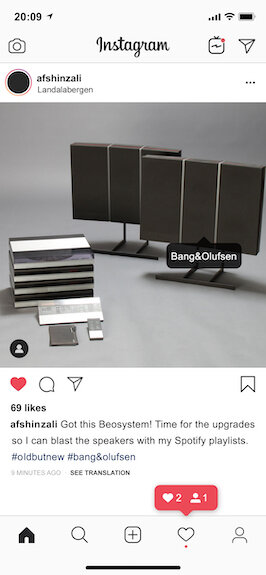 20:09
Instagram
afshinzali
Landalabergen
Bang&Olufsen
69 likes
afshinzali Got this Beosystem! Time for the upgrades
so I can blast the speakers with my Spotify playlists.
#oldbutnew #bang&olufsen
9 MINUTES AGO · SEE TRANSLATION
2 1